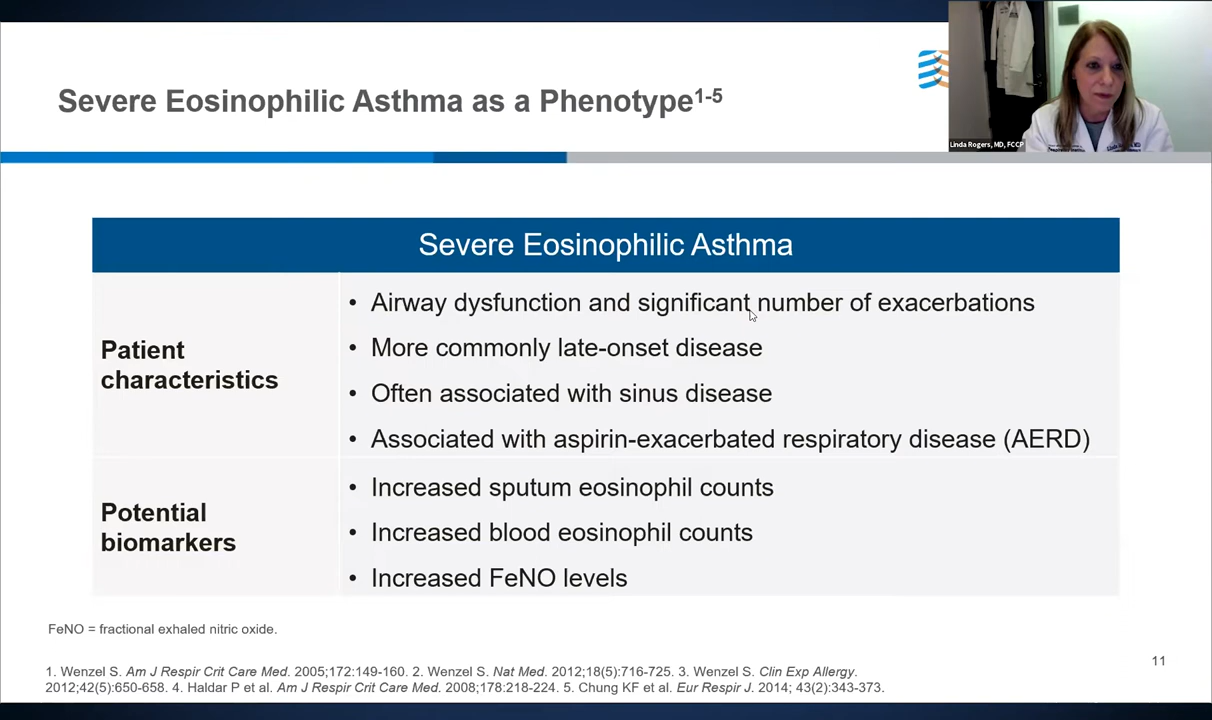 Severe Eosinophilic Asthma as a Phenotype1-5
Linda Rogers, MD, FCCP
Severe Eosinophilic Asthma
Patient
characteristics
• Airway dysfunction and significant number of exacerbations
• More commonly late-onset disease
• Often associated with sinus disease
• Associated with aspirin-exacerbated respiratory disease (AERD)
Potential
biomarkers
• Increased sputum eosinophil counts
• Increased blood eosinophil counts
• Increased FeNO levels
FeNO = fractional exhaled nitric oxide.
11
1. Wenzel S. Am J Respir Crit Care Med. 2005;172:149-160. 2. Wenzel S. Nat Med. 2012;18(5):716-725. 3. Wenzel S. Clin Exp Allergy.
2012;42(5):650-658. 4. Haldar P et al. Am J Respir Crit Care Med. 2008;178:218-224. 5. Chung KF et al. Eur Respir J. 2014; 43(2):343-373.